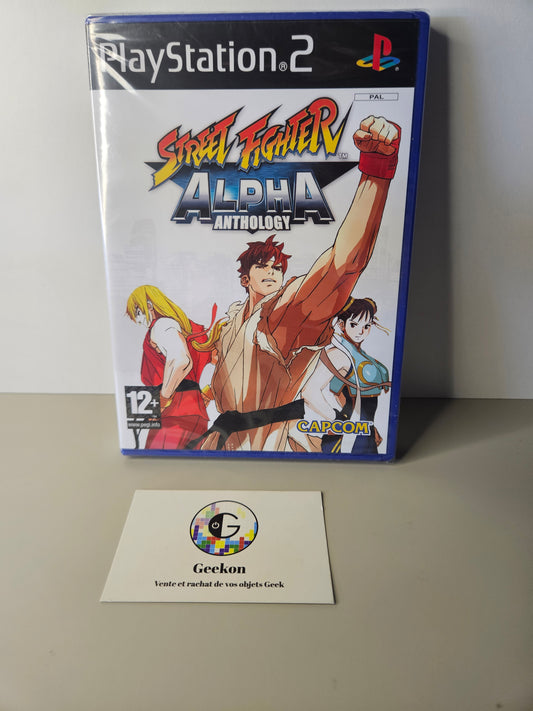 PlayStation®2
PAL
STREET FIGHTER™
ALPHA
ANTHOLOGY
12+
www.pegi.info
CAPCOM
G
Geekon
Vente et rachat de vos objets Geek